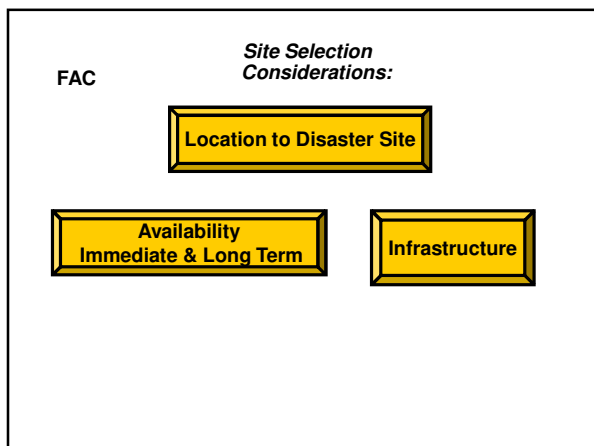 Site Selection
Considerations:
FAC
Location to Disaster Site
Availability
Immediate & Long Term
Infrastructure